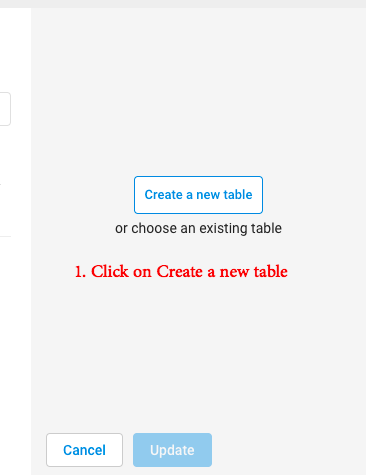 Create a new table
or choose an existing table
1. Click on Create a new table
Cancel
Update